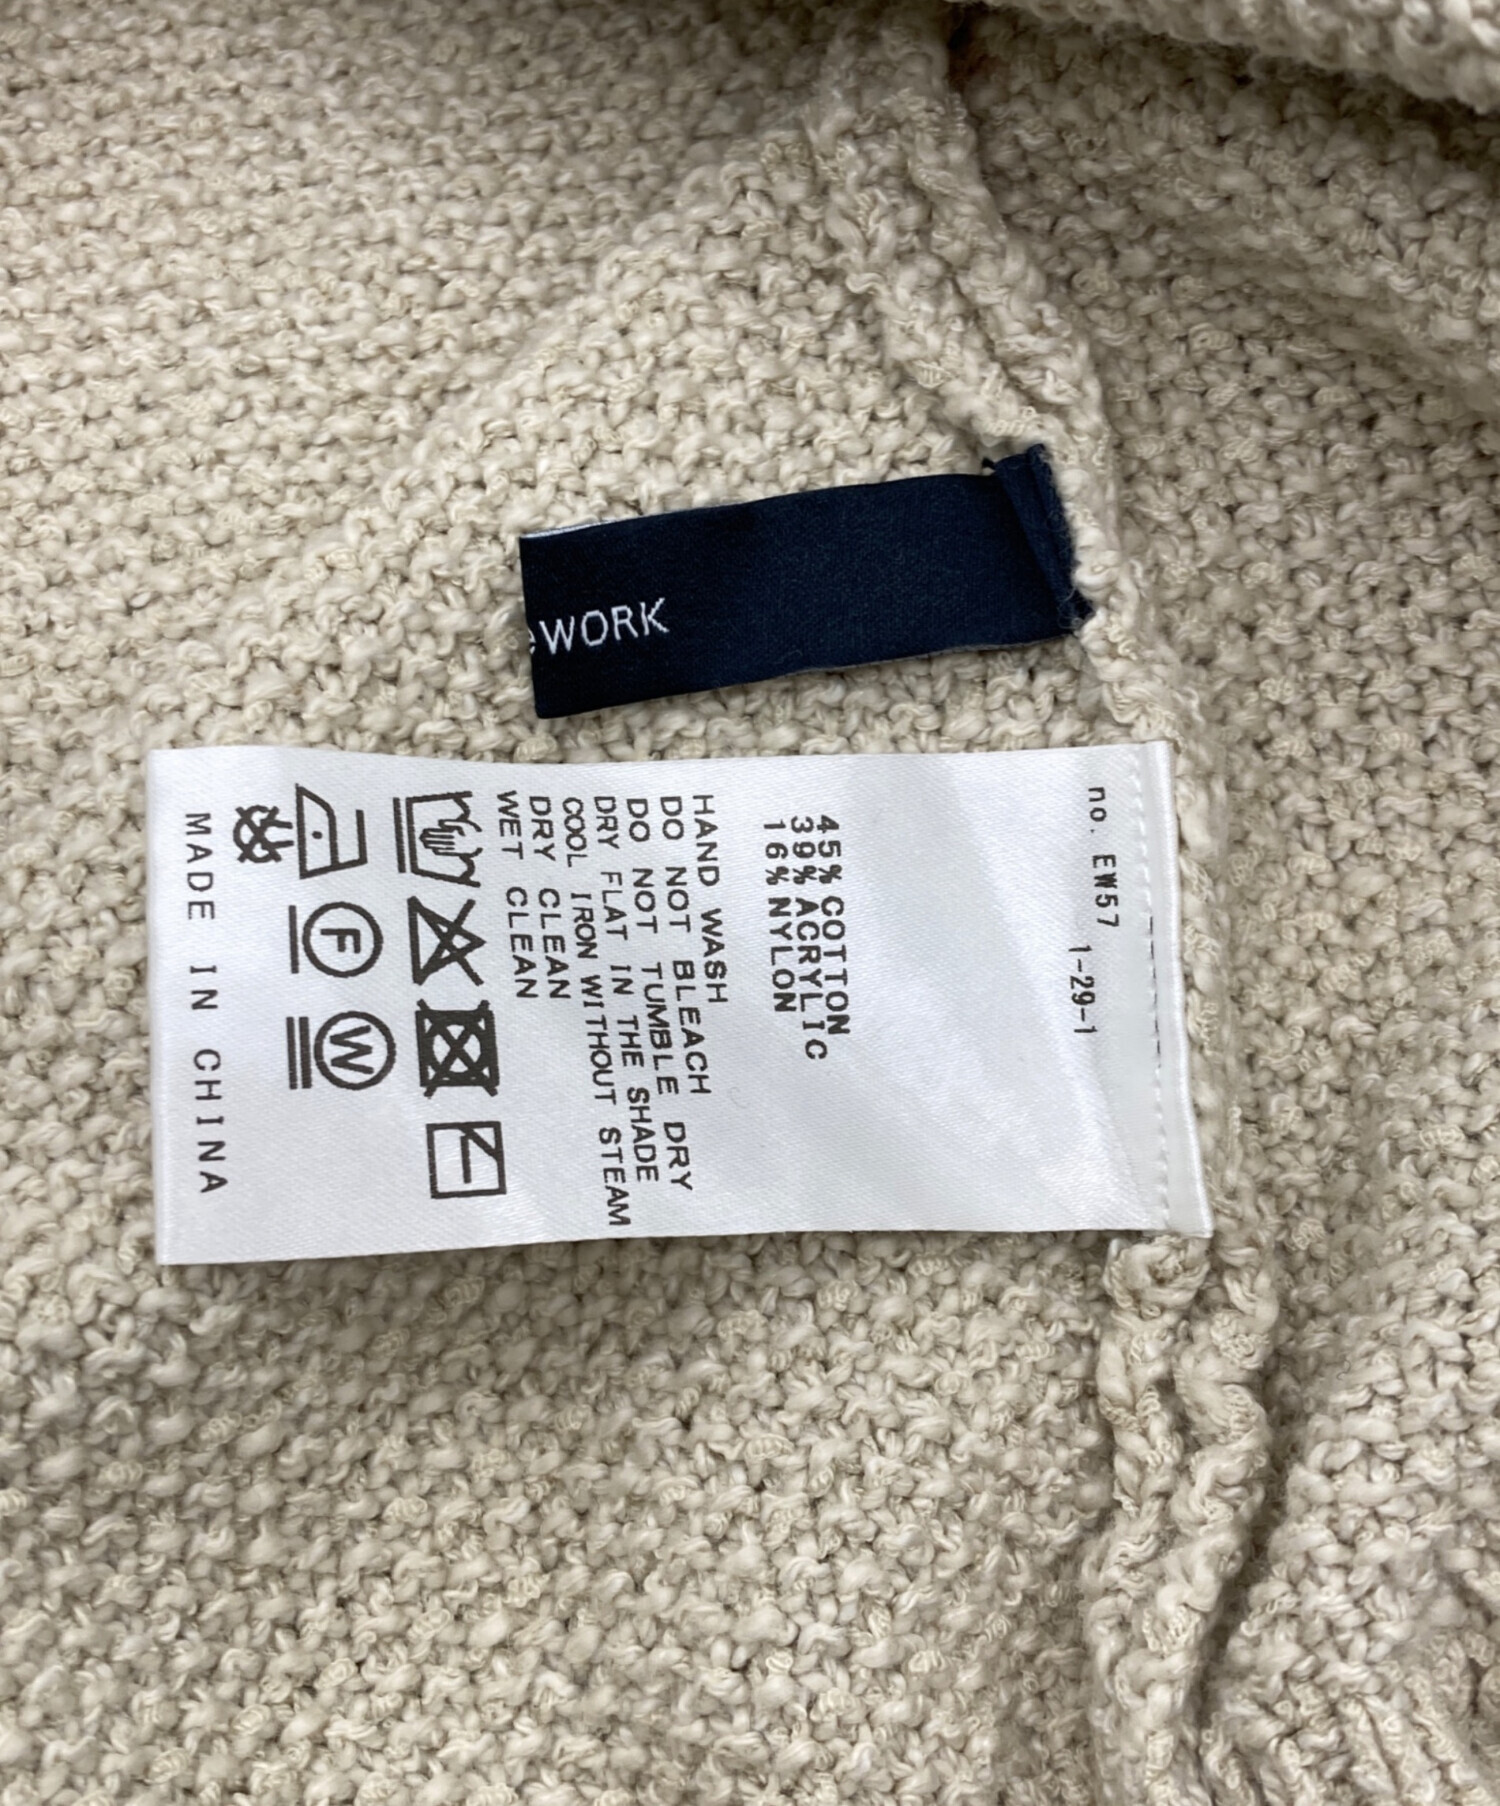 eWORK
no. EW57 1-29-1
45% COTTON
39% ACRYLIC
16% NYLON
HAND WASH
DO NOT BLEACH
DO NOT TUMBLE DRY
DRY FLAT IN THE SHADE
COOL IRON WITHOUT STEAM
DRY CLEAN
WET CLEAN
F
W
MADE IN CHINA